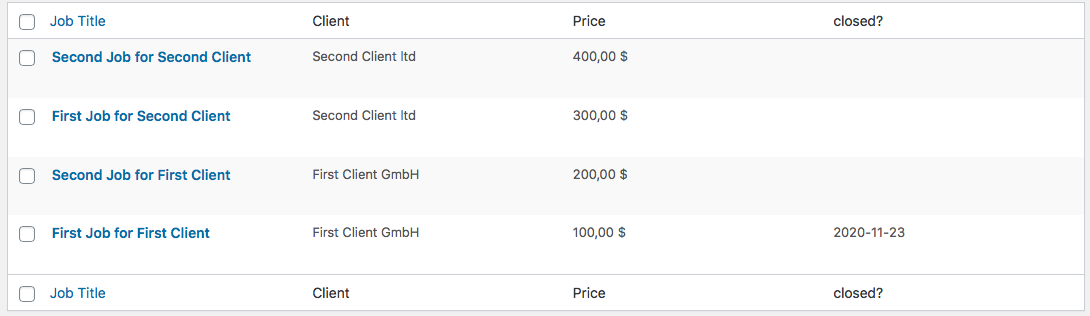 Job Title Client Price closed?
Second Job for Second Client Second Client ltd 400,00 $
First Job for Second Client Second Client ltd 300,00 $
Second Job for First Client First Client GmbH 200,00 $
First Job for First Client First Client GmbH 100,00 $ 2020-11-23
Job Title Client Price closed?